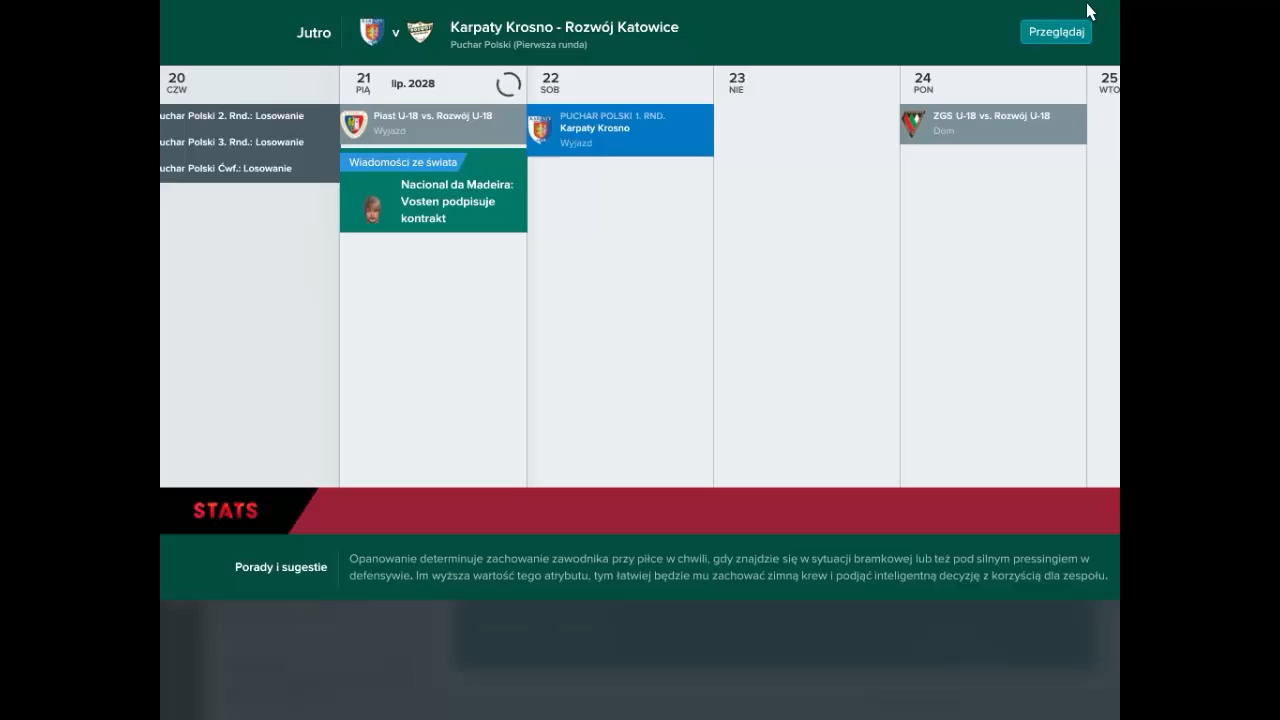 Jutro
v
Karpaty Krosno - Rozwój Katowice
Puchar Polski (Pierwsza runda)
Przeglądaj
20
CZW
21
PIĄ
lip. 2028
22
SOB
23
NIE
24
PON
25
WTO
uchar Polski 2. Rnd.: Losowanie
uchar Polski 3. Rnd.: Losowanie
uchar Polski Ćwf.: Losowanie
Piast U-18 vs. Rozwój U-18
Wyjazd
Wiadomości ze świata
Nacional da Madeira:
Vosten podpisuje
kontrakt
PUCHAR POLSKI 1. RND.
Karpaty Krosno
Wyjazd
ZGS U-18 vs. Rozwój U-18
Dom
STATS
Porady i sugestie
Opanowanie determinuje zachowanie zawodnika przy piłce w chwili, gdy znajdzie się w sytuacji bramkowej lub też pod silnym pressingiem w
defensywie. Im wyższa wartość tego atrybutu, tym łatwiej będzie mu zachować zimną krew i podjąć inteligentną decyzję z korzyścią dla zespołu.